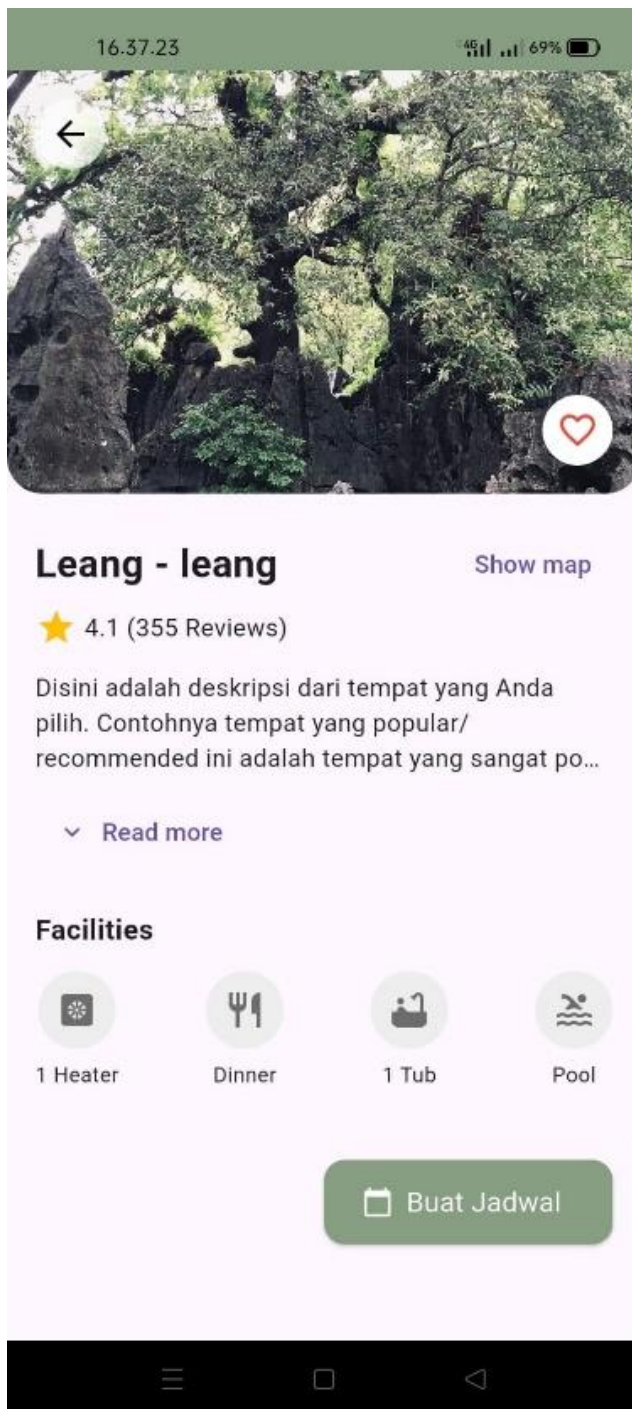 16.37.23
4G 69%
Leang - leang
Show map
4.1 (355 Reviews)
Disini adalah deskripsi dari tempat yang Anda
pilih. Contohnya tempat yang popular/
recommended ini adalah tempat yang sangat po...
Read more
Facilities
1 Heater
Dinner
1 Tub
Pool
Buat Jadwal